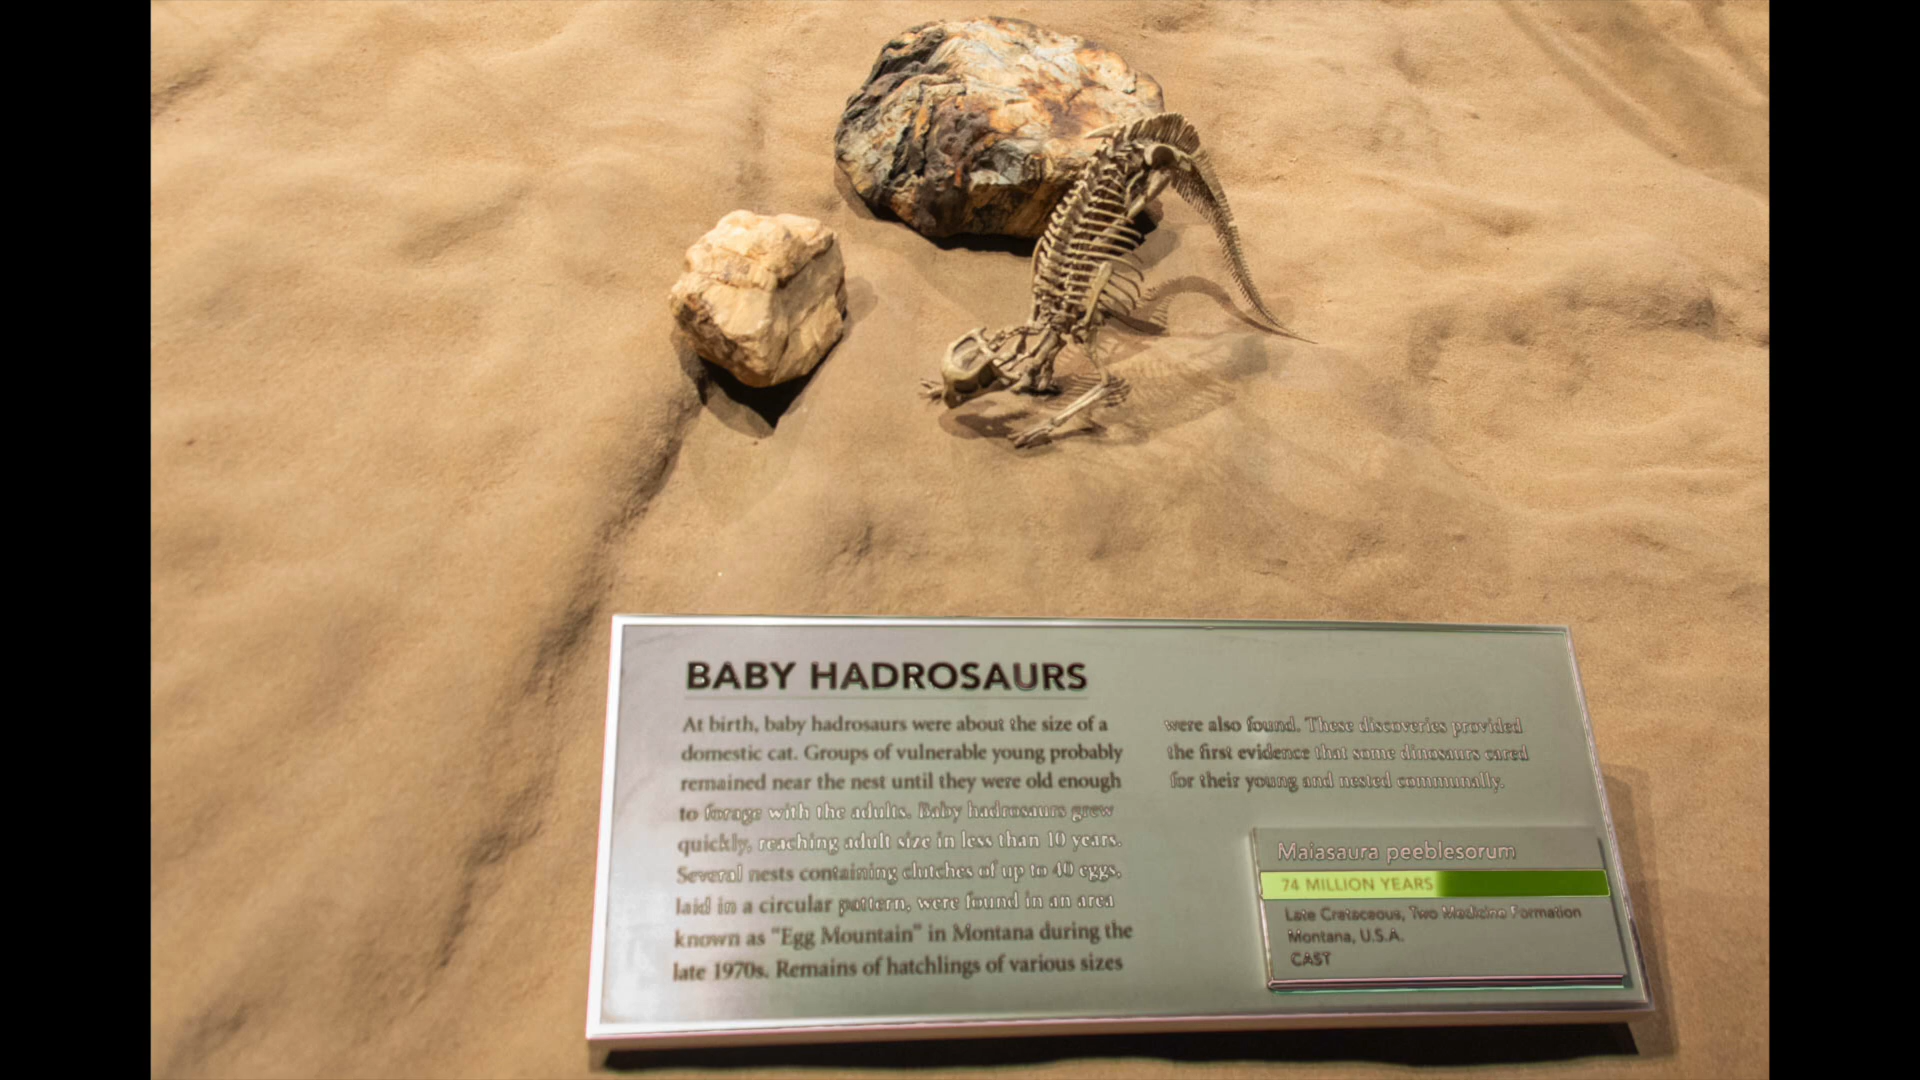 BABY HADROSAURS
At birth, baby hadrosaurs were about the size of a
domestic cat. Groups of vulnerable young probably
remained near the nest until they were old enough
to forage with the adults. Baby hadrosaurs grew
quickly, reaching adult size in less than 10 years.
Several nests containing clutches of up to 40 eggs,
laid in a circular pattern, were found in an area
known as "Egg Mountain" in Montana during the
late 1970s. Remains of hatchlings of various sizes
were also found. These discoveries provided
the first evidence that some dinosaurs cared
for their young and nested communally.
Maiasaura peeblesorum
74 MILLION YEARS
Late Cretaceous, Two Medicine Formation
Montana, U.S.A.
CAST